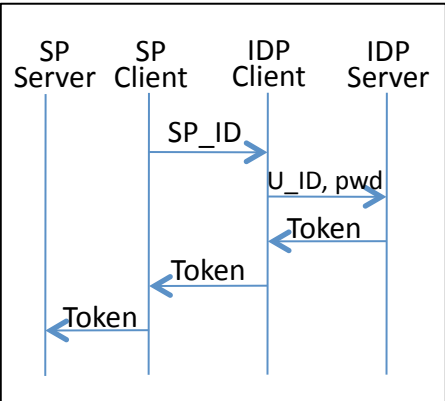 SP SP IDP IDP
Server Client Client Server
SP_ID
U_ID, pwd
Token
Token
Token